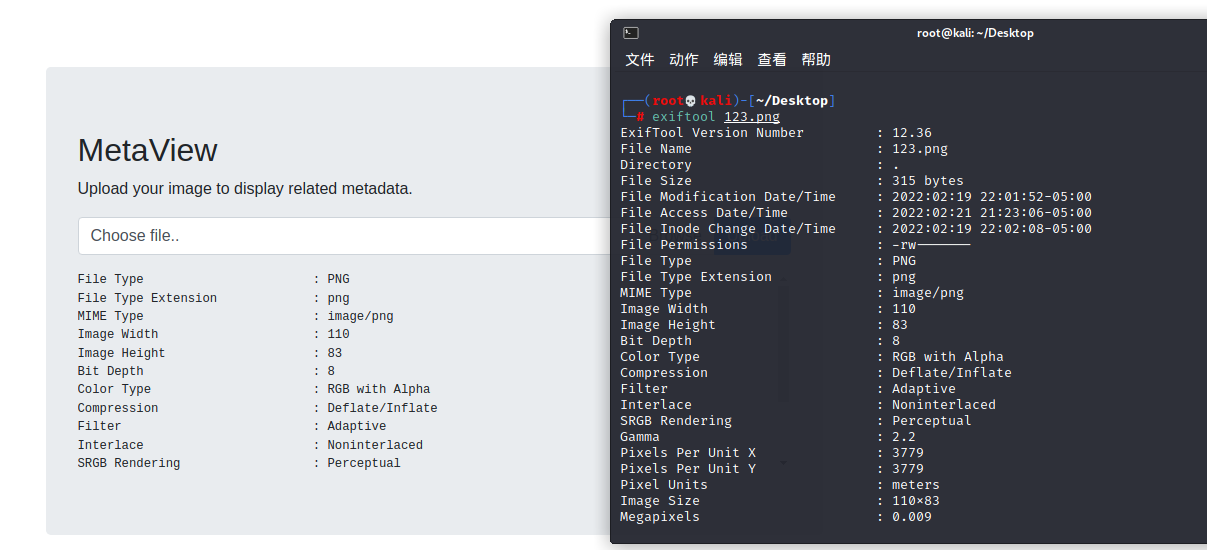 MetaView
Upload your image to display related metadata.
Choose file..
File Type : PNG
File Type Extension : png
MIME Type : image/png
Image Width : 110
Image Height : 83
Bit Depth : 8
Color Type : RGB with Alpha
Compression : Deflate/Inflate
Filter : Adaptive
Interlace : Noninterlaced
SRGB Rendering : Perceptual
root@kali: ~/Desktop
文件 动作 编辑 查看 帮助
┌──(root💀kali)-[~/Desktop]
└─# exiftool 123.png
ExifTool Version Number : 12.36
File Name : 123.png
Directory : .
File Size : 315 bytes
File Modification Date/Time : 2022:02:19 22:01:52-05:00
File Access Date/Time : 2022:02:21 21:23:06-05:00
File Inode Change Date/Time : 2022:02:19 22:02:08-05:00
File Permissions : -rw-------
File Type : PNG
File Type Extension : png
MIME Type : image/png
Image Width : 110
Image Height : 83
Bit Depth : 8
Color Type : RGB with Alpha
Compression : Deflate/Inflate
Filter : Adaptive
Interlace : Noninterlaced
SRGB Rendering : Perceptual
Gamma : 2.2
Pixels Per Unit X : 3779
Pixels Per Unit Y : 3779
Pixel Units : meters
Image Size : 110×83
Megapixels : 0.009